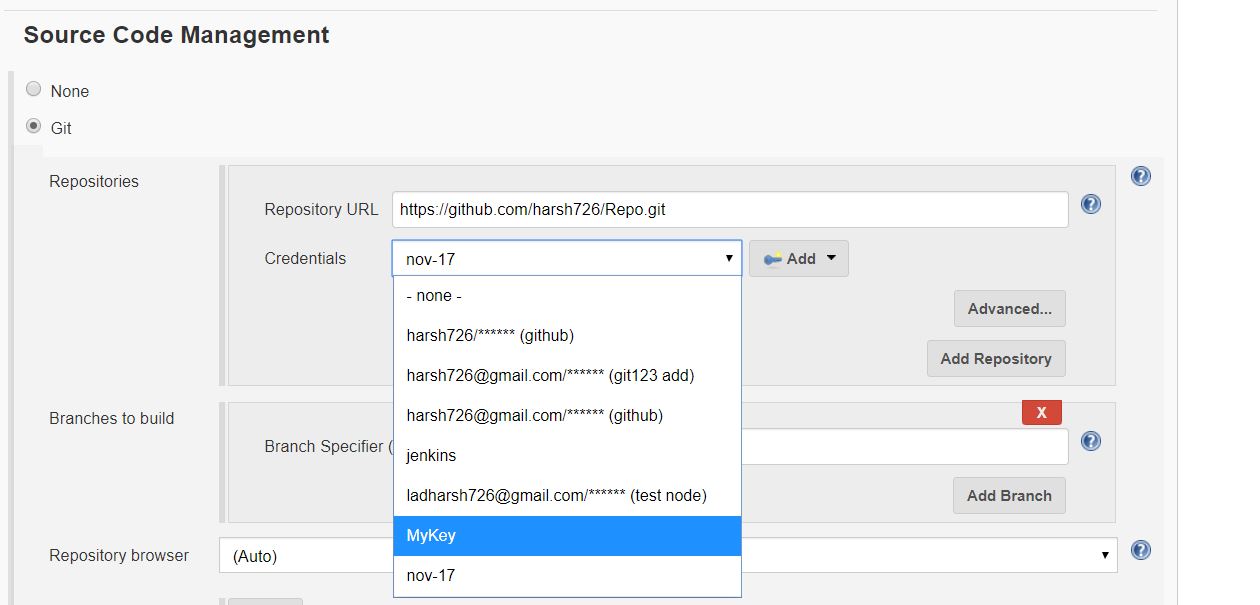 Source Code Management
None
Git
Repositories
Repository URL https://github.com/harsh726/Repo.git
Credentials nov-17 Add
- none -
harsh726/****** (github)
Advanced...
harsh726@gmail.com/****** (git123 add)
Add Repository
harsh726@gmail.com/****** (github)
X
Branches to build
Branch Specifier (
jenkins
ladharsh726@gmail.com/****** (test node)
Add Branch
MyKey
Repository browser (Auto)
nov-17